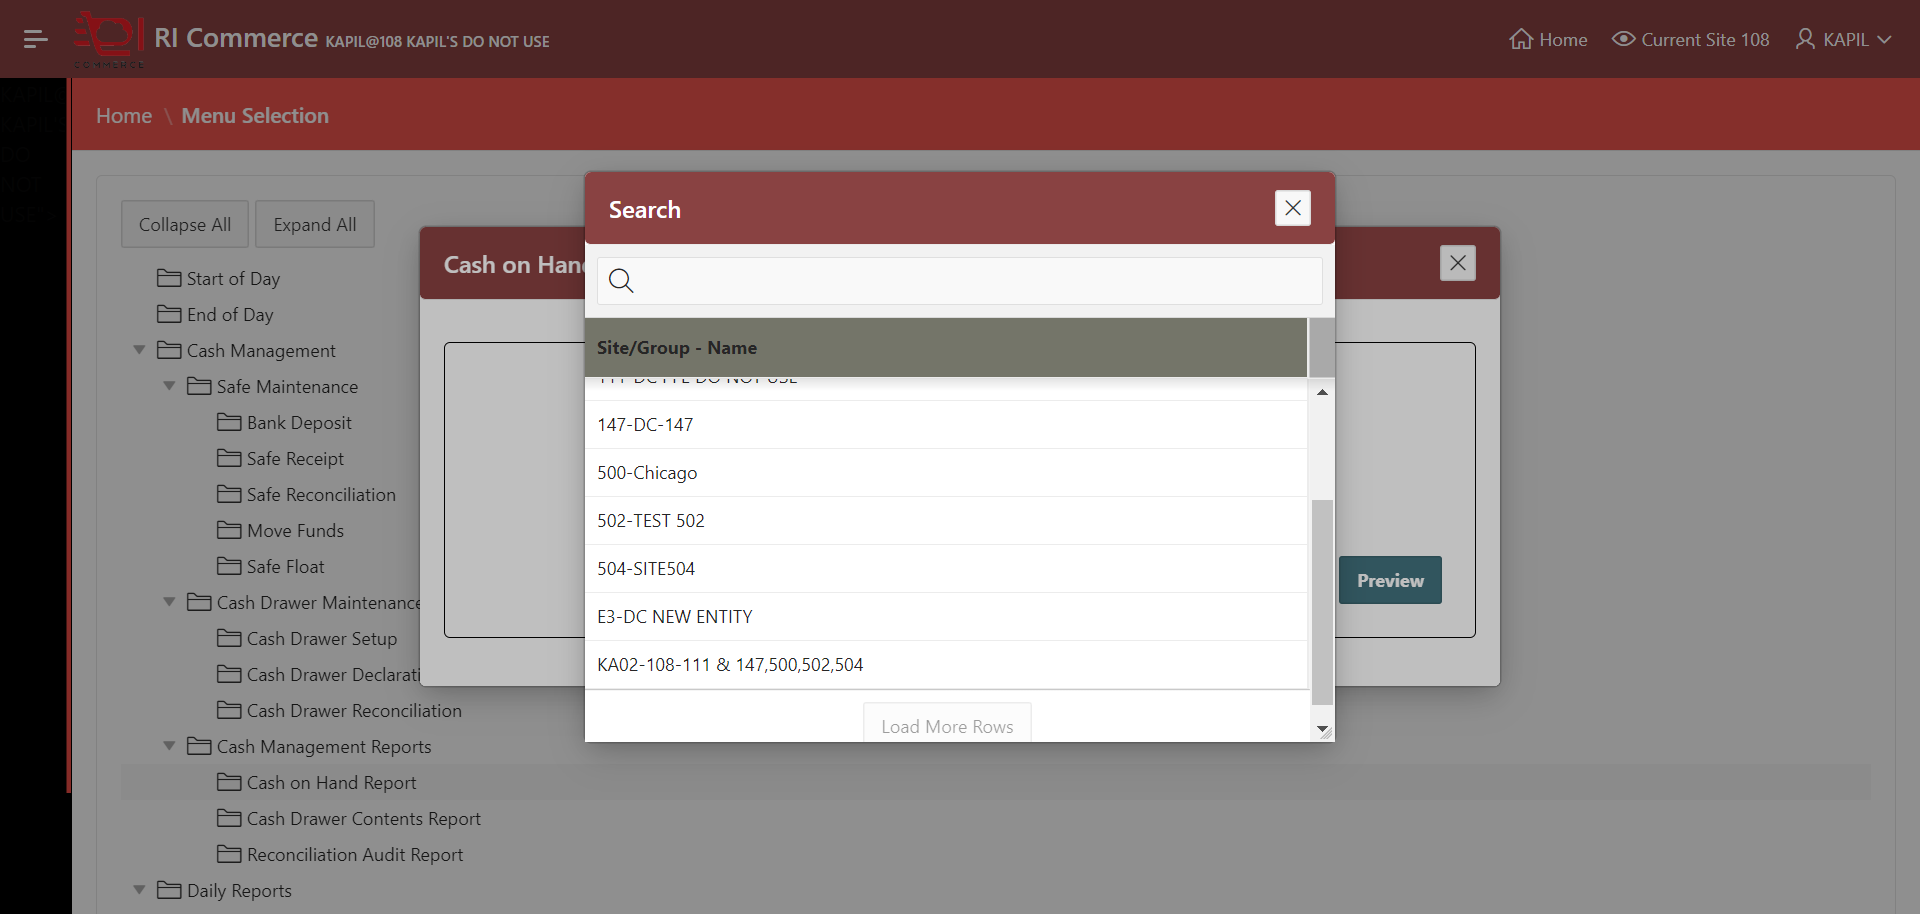 RI Commerce KAPIL@108 KAPIL'S DO NOT USE
COMMERCE
Home
Current Site 108
KAPIL
Home \ Menu Selection
Collapse All
Expand All
Start of Day
End of Day
Cash Management
Safe Maintenance
Bank Deposit
Safe Receipt
Safe Reconciliation
Move Funds
Safe Float
Cash Drawer Maintenance
Cash Drawer Setup
Cash Drawer Declarati
Cash Drawer Reconciliation
Cash Management Reports
Cash on Hand Report
Cash Drawer Contents Report
Reconciliation Audit Report
Daily Reports
Cash on Han
Preview
Search
Site/Group - Name
DO NOT USE
147-DC-147
500-Chicago
502-TEST 502
504-SITE504
E3-DC NEW ENTITY
KA02-108-111 & 147,500,502,504
Load More Rows